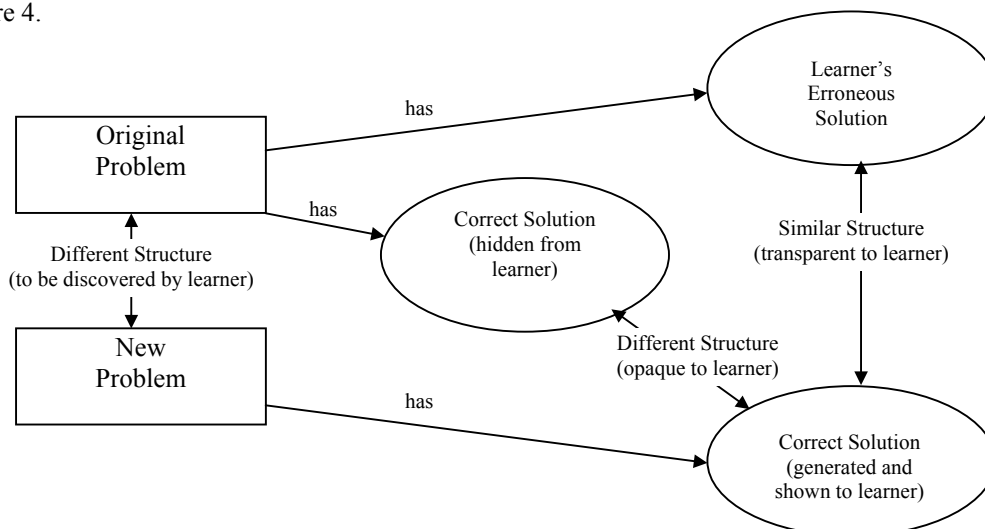 re 4.
Learner's
Erroneous
Solution
has
Original
Problem
has
Correct Solution
(hidden from
learner)
Similar Structure
(transparent to learner)
Different Structure
(to be discovered by learner)
New
Problem
Different Structure
(opaque to learner)
has
Correct Solution
(generated and
shown to learner)